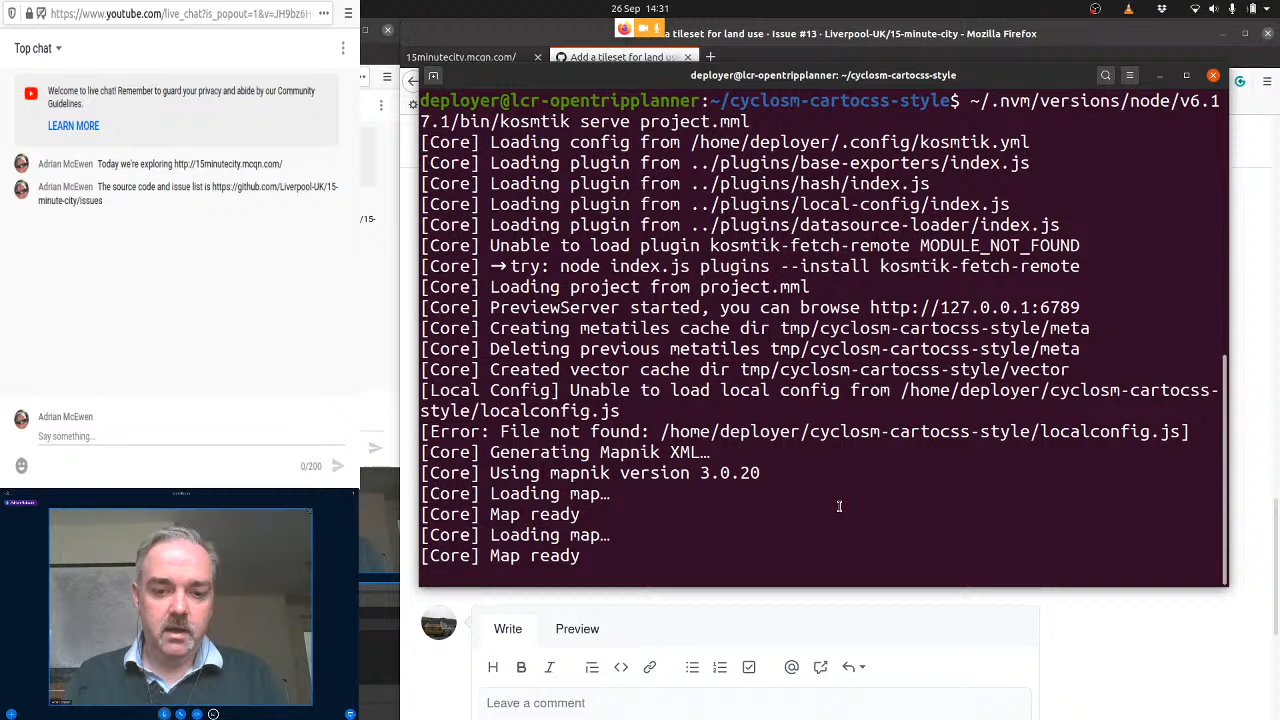 26 Sep 14:31
https://www.youtube.com/live_chat?is_popout=1&v=JH9bz6H
Top chat
Welcome to live chat! Remember to guard your privacy and abide by our Community
Guidelines.
LEARN MORE
Adrian McEwen Today we're exploring http://15minutecity.mcqn.com/
Adrian McEwen The source code and issue list is https://github.com/Liverpool-UK/15-
minute-city/issues
Adrian McEwen
Say something...
0/200
a tileset for land use · Issue #13 · Liverpool-UK/15-minute-city - Mozilla Firefox
15minutecity.mcqn.com/
Add a tileset for land us
deployer@lcr-opentripplanner: ~/cyclosm-cartocss-style
deployer@lcr-opentripplanner:~/cyclosm-cartocss-style$ ~/.nvm/versions/node/v6.1
7.1/bin/kosmtik serve project.mml
[Core] Loading config from /home/deployer/.config/kosmtik.yml
[Core] Loading plugin from ../plugins/base-exporters/index.js
[Core] Loading plugin from ../plugins/hash/index.js
[Core] Loading plugin from ../plugins/local-config/index.js
[Core] Loading plugin from ../plugins/datasource-loader/index.js
[Core] Unable to load plugin kosmtik-fetch-remote MODULE_NOT_FOUND
[Core] →try: node index.js plugins --install kosmtik-fetch-remote
[Core] Loading project from project.mml
[Core] PreviewServer started, you can browse http://127.0.0.1:6789
[Core] Creating metatiles cache dir tmp/cyclosm-cartocss-style/meta
[Core] Deleting previous metatiles tmp/cyclosm-cartocss-style/meta
[Core] Created vector cache dir tmp/cyclosm-cartocss-style/vector
[Local Config] Unable to load local config from /home/deployer/cyclosm-cartocss-
style/localconfig.js
[Error: File not found: /home/deployer/cyclosm-cartocss-style/localconfig.js]
[Core] Generating Mapnik XML…
[Core] Using mapnik version 3.0.20
[Core] Loading map…
[Core] Map ready
[Core] Loading map…
[Core] Map ready
/15-
Write
Preview
Leave a comment